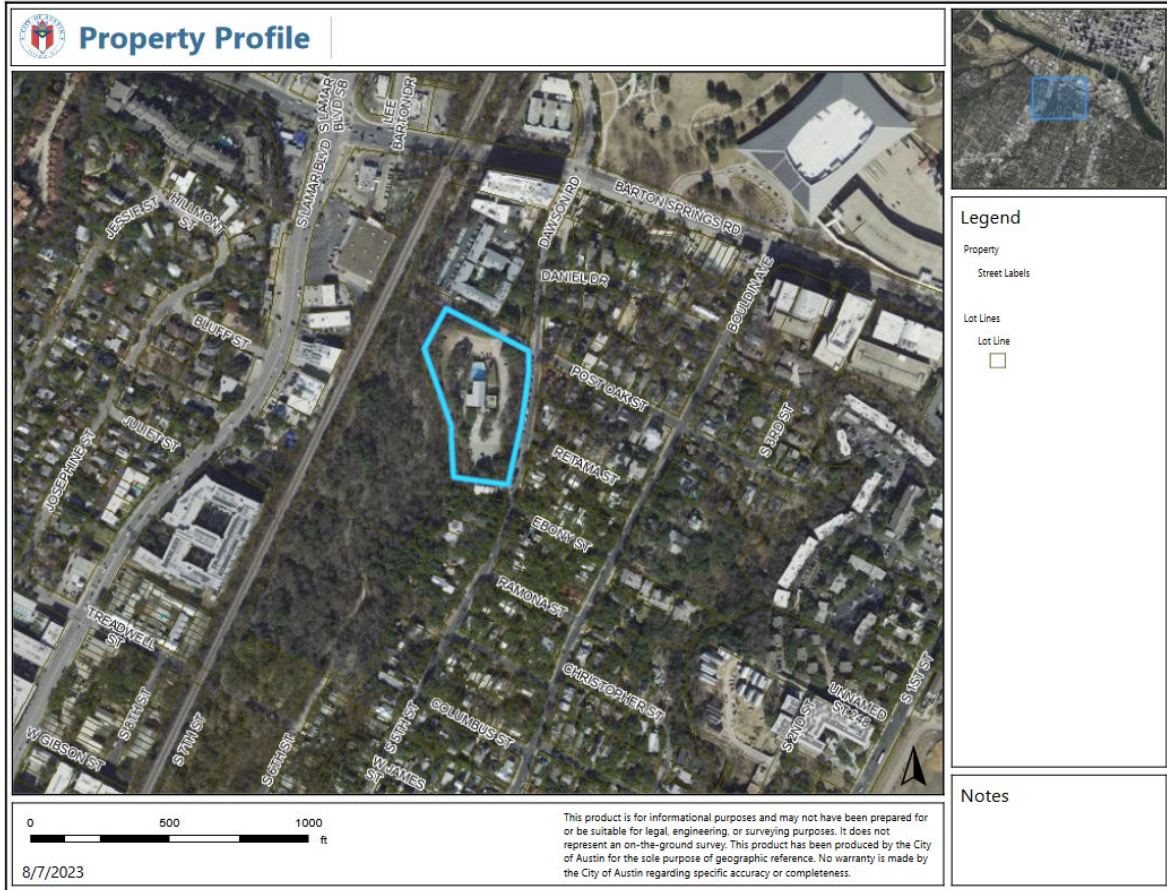 CITY OF AUSTIN
Property Profile
S LAMAR
BLVD SB
LEE
BARTON DR
S LAMAR BLVD
JESSIE ST
HILLMONT
ST
BARTON SPRINGS RD
DAWSON RD
DANIEL DR
BOULDIN AVE
BLUFF ST
POST OAK ST
S 3RD ST
JULIET ST
JOSEPHINE ST
RETAMA ST
EBONY ST
RAMONA ST
TREADWELL
ST
CHRISTOPHER ST
UNNAMED
ST 245
S 1ST ST
S 2ND ST
S 8TH ST
S 7TH ST
COLUMBUS ST
S 5TH ST
S 6TH ST
W GIBSON ST
W JAMES
ST
Legend
Property
Street Labels
Lot Lines
Lot Line
Notes
0 500 1000
ft
8/7/2023
This product is for informational purposes and may not have been prepared for
or be suitable for legal, engineering, or surveying purposes. It does not
represent an on-the-ground survey. This product has been produced by the City
of Austin for the sole purpose of geographic reference. No warranty is made by
the City of Austin regarding specific accuracy or completeness.